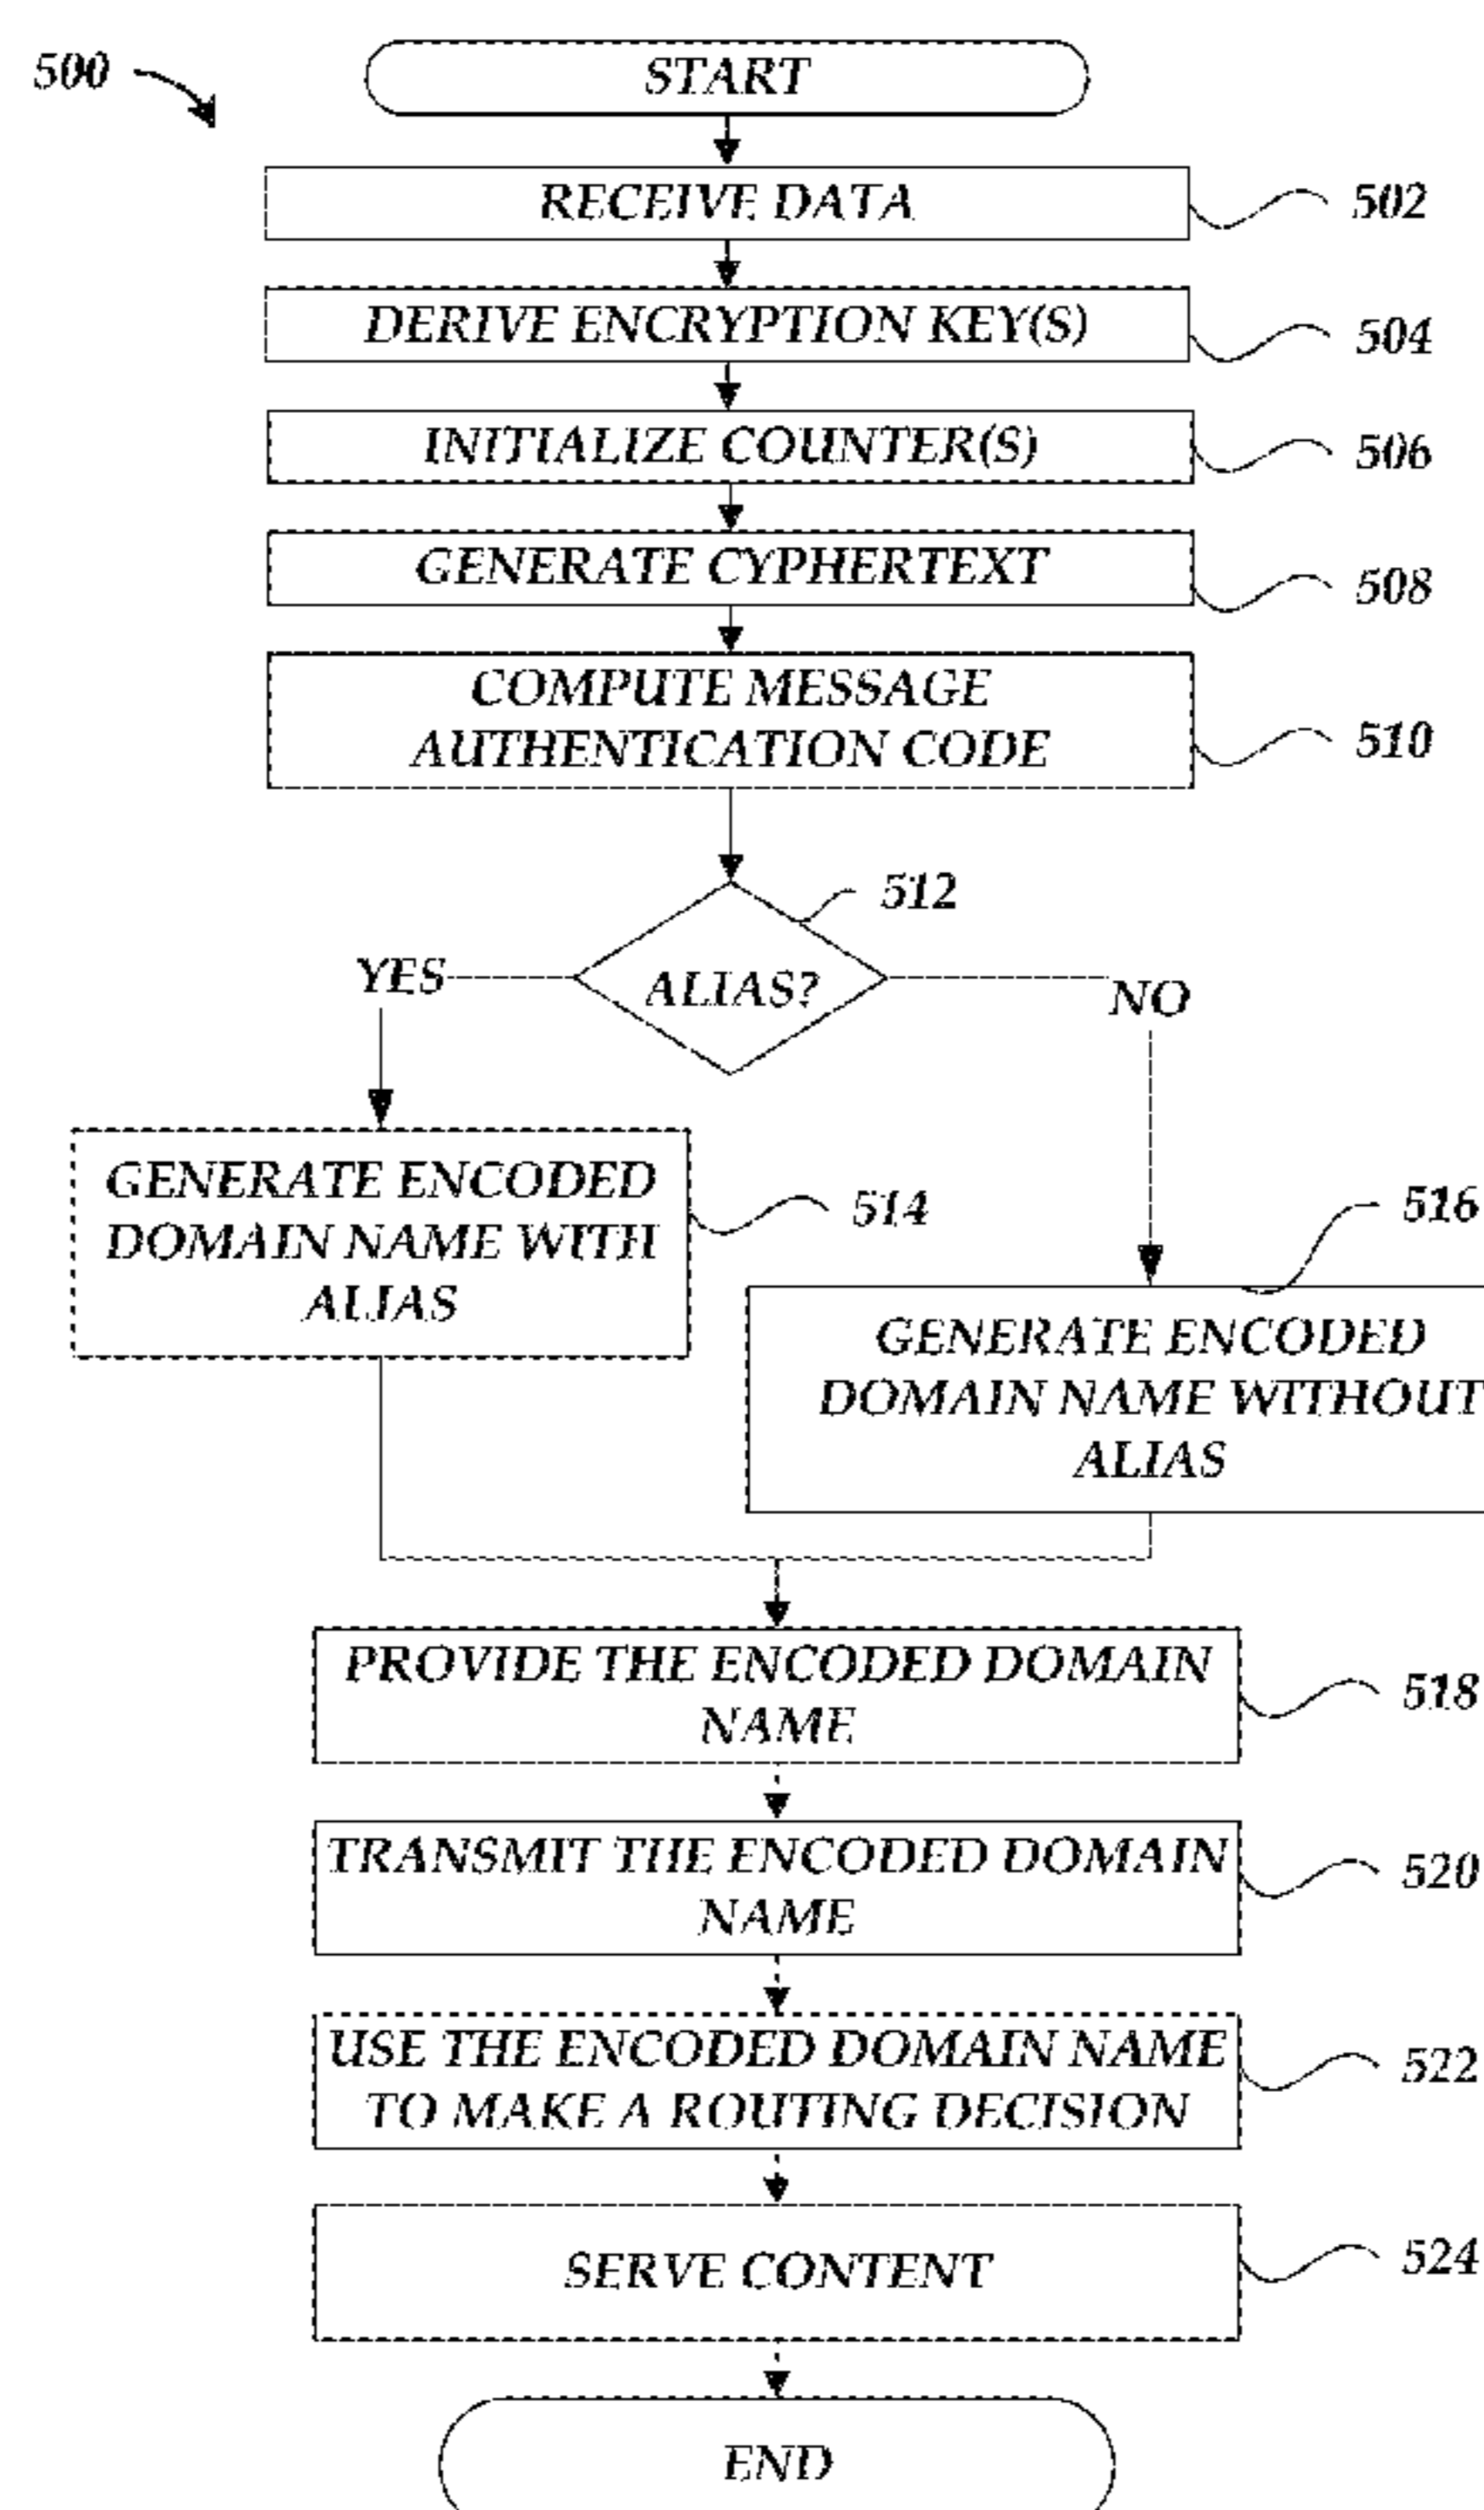 500
START
RECEIVE DATA
502
DERIVE ENCRYPTION KEY(S)
504
INITIALIZE COUNTER(S)
506
GENERATE CYPHERTEXT
508
COMPUTE MESSAGE
AUTHENTICATION CODE
510
512
ALIAS?
YES
NO
GENERATE ENCODED
DOMAIN NAME WITH
ALIAS
514
516
GENERATE ENCODED
DOMAIN NAME WITHOUT
ALIAS
PROVIDE THE ENCODED DOMAIN
NAME
518
TRANSMIT THE ENCODED DOMAIN
NAME
520
USE THE ENCODED DOMAIN NAME
TO MAKE A ROUTING DECISION
522
SERVE CONTENT
524
END